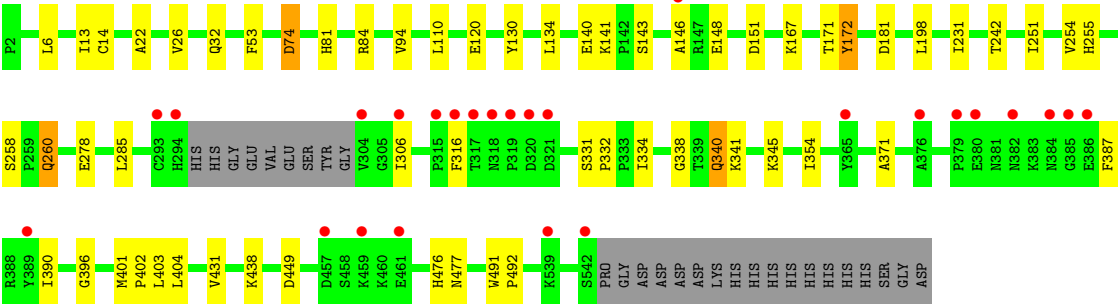 P2 L6 I13 C14 A22 V26 Q32 F53 D74 H81 R84 V94 L110 E120 Y130 L134 E140 K141 P142 S143 A146 R147 E148 D151 K167 T171 Y172 D181 L198 I231 T242 I251 V254 H255
S258 P259 Q260 E278 L285 C293 H294 HIS HIS GLY GLU VAL GLU SER TYR GLY V304 G305 I306 P315 F316 T317 N318 P319 D320 D321 S331 P332 P333 I334 G338 T339 Q340 K341 K345 I354 Y365 A371 A376 P379 E380 N381 N382 K383 N384 G385 E386 F387
R388 Y389 I390 G396 M401 P402 L403 L404 V431 K438 D449 D457 S458 K459 K460 E461 H476 N477 W491 P492 K539 S542 PRO GLY ASP ASP ASP ASP LYS HIS HIS HIS HIS HIS HIS HIS HIS SER GLY ASP